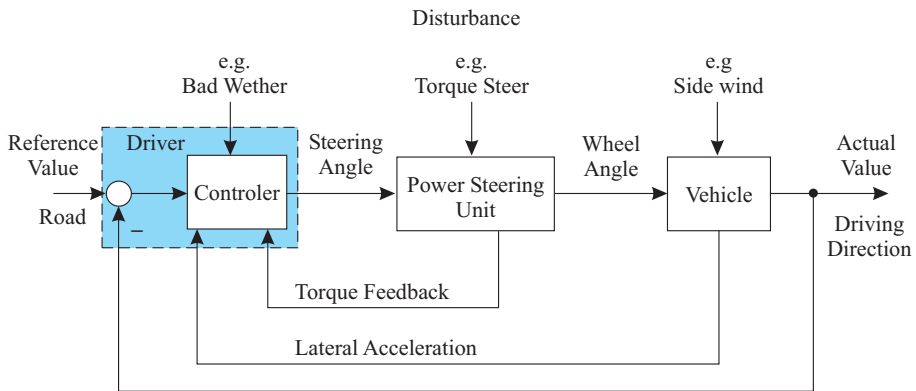 Disturbance
e.g.
Bad Wether
e.g.
Torque Steer
e.g
Side wind
Reference
Value
Road
Driver
Controler
Steering
Angle
Power Steering
Unit
Wheel
Angle
Vehicle
Actual
Value
Driving
Direction
–
Torque Feedback
Lateral Acceleration